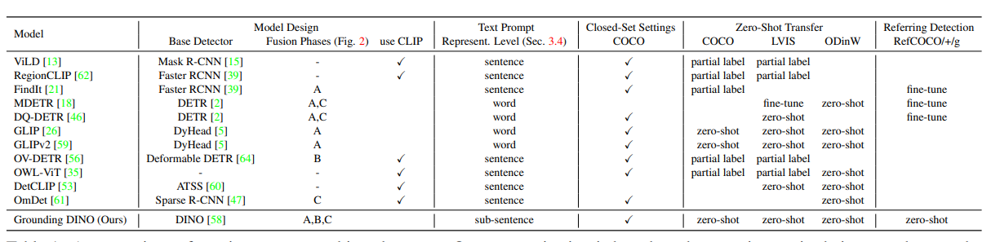 Model Model Design Text Prompt Closed-Set Settings Zero-Shot Transfer Referring Detection
Base Detector Fusion Phases (Fig. 2) use CLIP Represent. Level (Sec. 3.4) COCO COCO LVIS ODinW RefCOCO/+/g
ViLD [13] Mask R-CNN [15] - ✓ sentence ✓ partial label partial label
RegionCLIP [62] Faster RCNN [39] - ✓ sentence ✓ partial label partial label
FindIt [21] Faster RCNN [39] A sentence ✓ partial label fine-tune
MDETR [18] DETR [2] A,C word fine-tune zero-shot fine-tune
DQ-DETR [46] DETR [2] A,C word ✓ zero-shot fine-tune
GLIP [26] DyHead [5] A word ✓ zero-shot zero-shot zero-shot
GLIPv2 [59] DyHead [5] A word ✓ zero-shot zero-shot zero-shot
OV-DETR [56] Deformable DETR [64] B ✓ sentence ✓ partial label partial label
OWL-ViT [35] - - ✓ sentence ✓ partial label partial label zero-shot
DetCLIP [53] ATSS [60] - ✓ sentence zero-shot zero-shot
OmDet [61] Sparse R-CNN [47] C ✓ sentence ✓ zero-shot
Grounding DINO (Ours) DINO [58] A,B,C sub-sentence ✓ zero-shot zero-shot zero-shot zero-shot